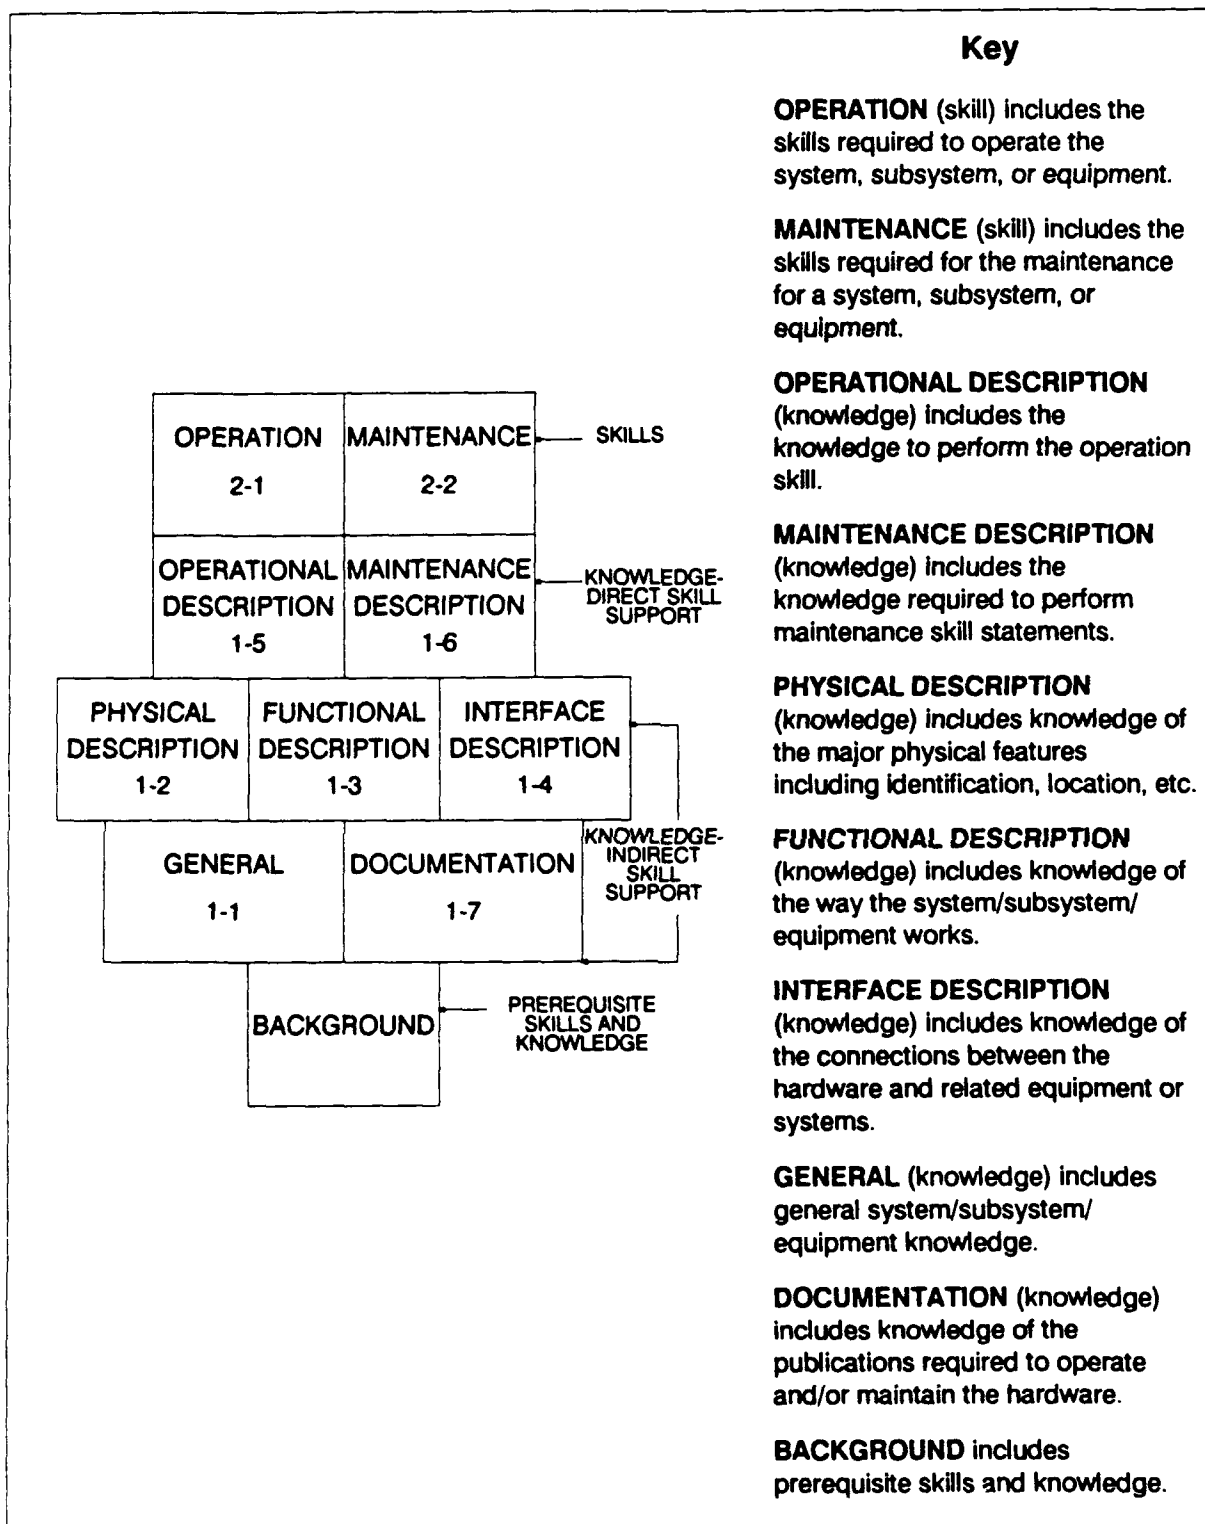 OPERATION
2-1
MAINTENANCE
2-2
SKILLS
OPERATIONAL
DESCRIPTION
1-5
MAINTENANCE
DESCRIPTION
1-6
KNOWLEDGE-
DIRECT SKILL
SUPPORT
PHYSICAL
DESCRIPTION
1-2
FUNCTIONAL
DESCRIPTION
1-3
INTERFACE
DESCRIPTION
1-4
GENERAL
1-1
DOCUMENTATION
1-7
KNOWLEDGE-
INDIRECT
SKILL
SUPPORT
BACKGROUND
PREREQUISITE
SKILLS AND
KNOWLEDGE
Key
OPERATION (skill) includes the
skills required to operate the
system, subsystem, or equipment.
MAINTENANCE (skill) includes the
skills required for the maintenance
for a system, subsystem, or
equipment.
OPERATIONAL DESCRIPTION
(knowledge) includes the
knowledge to perform the operation
skill.
MAINTENANCE DESCRIPTION
(knowledge) includes the
knowledge required to perform
maintenance skill statements.
PHYSICAL DESCRIPTION
(knowledge) includes knowledge of
the major physical features
including identification, location, etc.
FUNCTIONAL DESCRIPTION
(knowledge) includes knowledge of
the way the system/subsystem/
equipment works.
INTERFACE DESCRIPTION
(knowledge) includes knowledge of
the connections between the
hardware and related equipment or
systems.
GENERAL (knowledge) includes
general system/subsystem/
equipment knowledge.
DOCUMENTATION (knowledge)
includes knowledge of the
publications required to operate
and/or maintain the hardware.
BACKGROUND includes
prerequisite skills and knowledge.